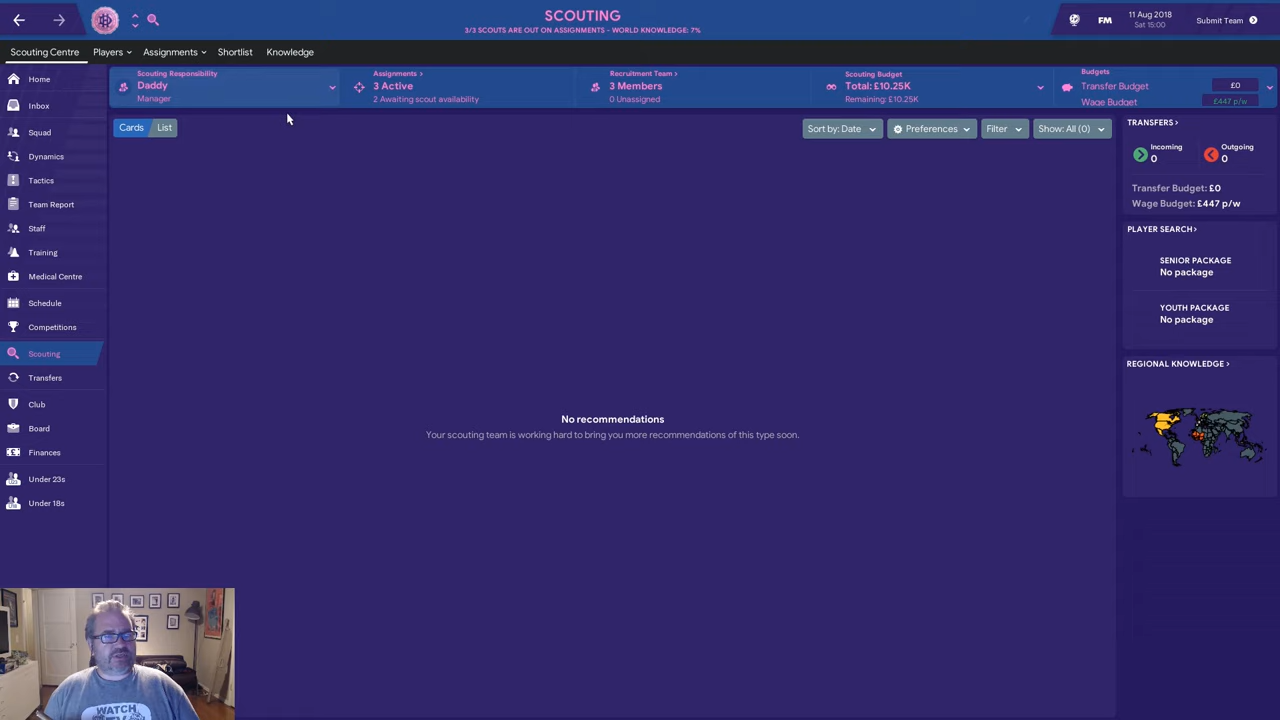 SCOUTING
3/3 SCOUTS ARE OUT ON ASSIGNMENTS - WORLD KNOWLEDGE: 7%
FM
11 Aug 2018
Sat 15:00
Submit Team
Scouting Centre
Players
Assignments
Shortlist
Knowledge
Scouting Responsibility
Daddy
Manager
Assignments >
3 Active
2 Awaiting scout availability
Recruitment Team >
3 Members
0 Unassigned
Scouting Budget
Total: £10.25K
Remaining: £10.25K
Budgets
Transfer Budget
£0
Wage Budget
£447 p/w
Home
Inbox
Squad
Dynamics
Tactics
Team Report
Staff
Training
Medical Centre
Schedule
Competitions
Scouting
Transfers
Club
Board
Finances
Under 23s
Under 18s
Cards
List
Sort by: Date
Preferences
Filter
Show: All (0)
No recommendations
Your scouting team is working hard to bring you more recommendations of this type soon.
TRANSFERS >
Incoming
0
Outgoing
0
Transfer Budget: £0
Wage Budget: £447 p/w
PLAYER SEARCH >
SENIOR PACKAGE
No package
YOUTH PACKAGE
No package
REGIONAL KNOWLEDGE >
WATCH